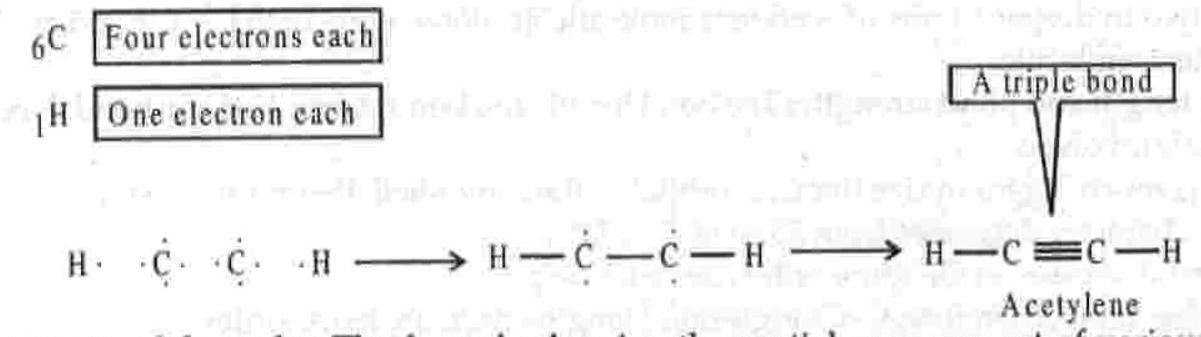 ₆C Four electrons each
A triple bond
₁H One electron each
H· ·Ċ· ·Ċ· ·H ⟶ H—Ċ—Ċ—H ⟶ H—C≡C—H
Acetylene